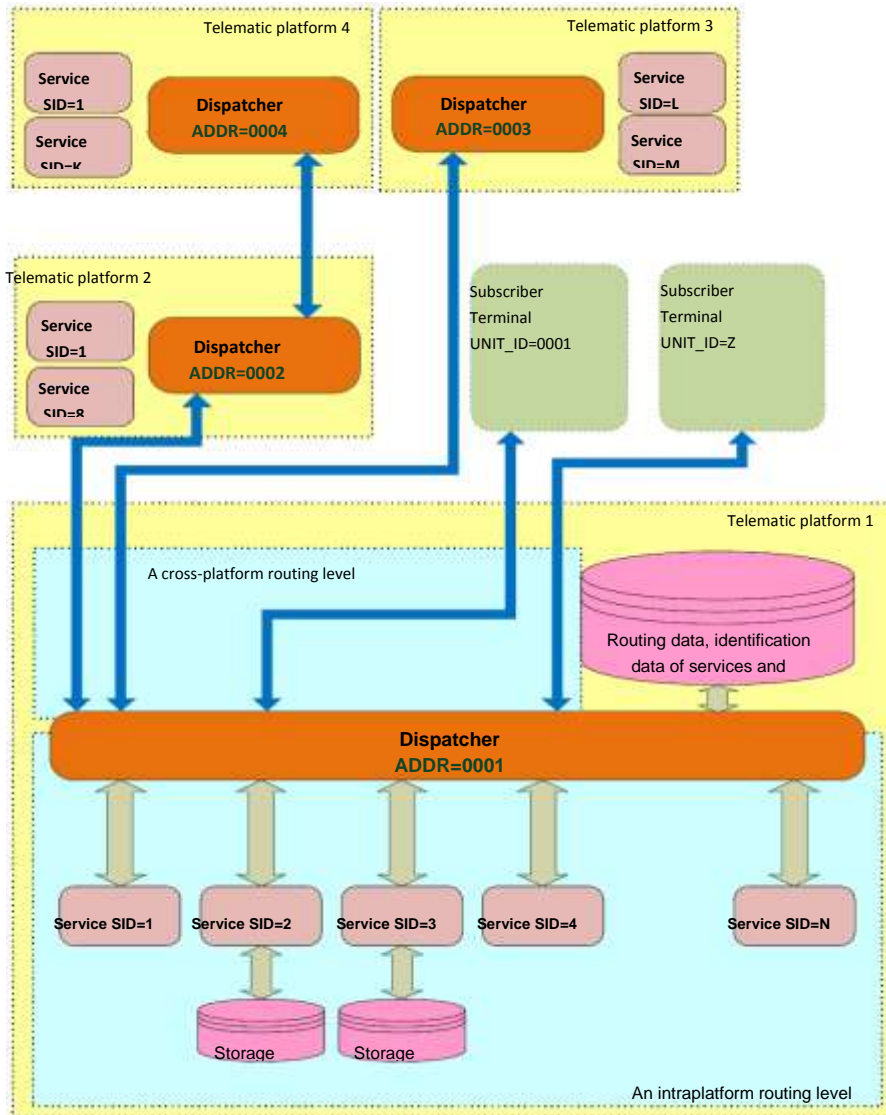 Telematic platform 4
Service
SID=1
Service
SID=K
Dispatcher
ADDR=0004
Telematic platform 3
Dispatcher
ADDR=0003
Service
SID=L
Service
SID=M
Telematic platform 2
Service
SID=1
Service
SID=8
Dispatcher
ADDR=0002
Subscriber
Terminal
UNIT_ID=0001
Subscriber
Terminal
UNIT_ID=Z
Telematic platform 1
A cross-platform routing level
Routing data, identification
data of services and
Dispatcher
ADDR=0001
Service SID=1
Service SID=2
Service SID=3
Service SID=4
Service SID=N
Storage
Storage
An intraplatform routing level